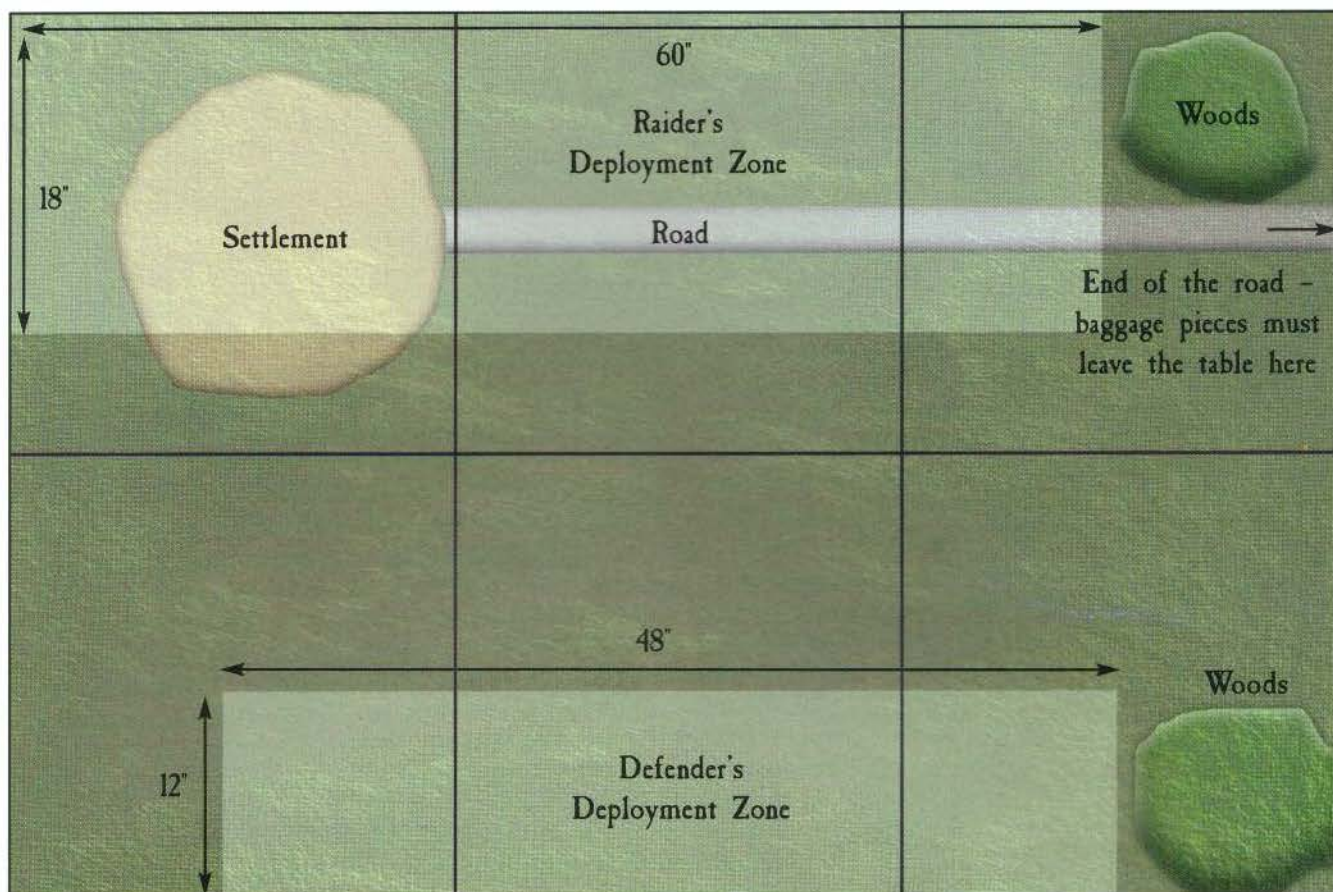 60"
Raider's
Deployment Zone
Woods
18"
Settlement
Road
End of the road –
baggage pieces must
leave the table here
48"
Woods
12"
Defender's
Deployment Zone